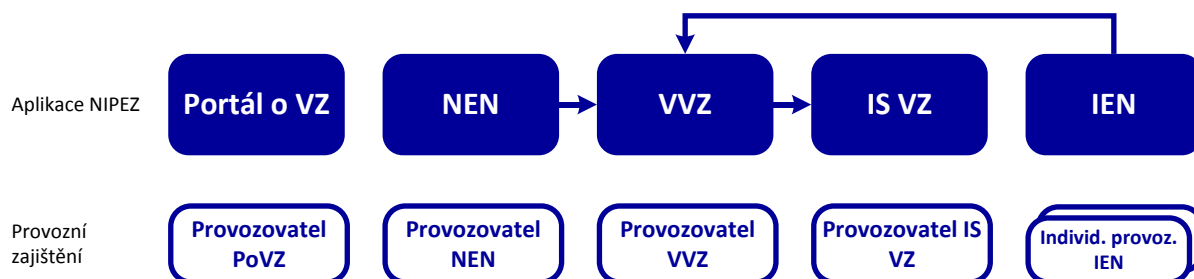 Aplikace NIPEZ
Portál o VZ
NEN
VVZ
IS VZ
IEN
Provozní
zajištění
Provozovatel
PoVZ
Provozovatel
NEN
Provozovatel
VVZ
Provozovatel IS
VZ
Individ. provoz.
IEN